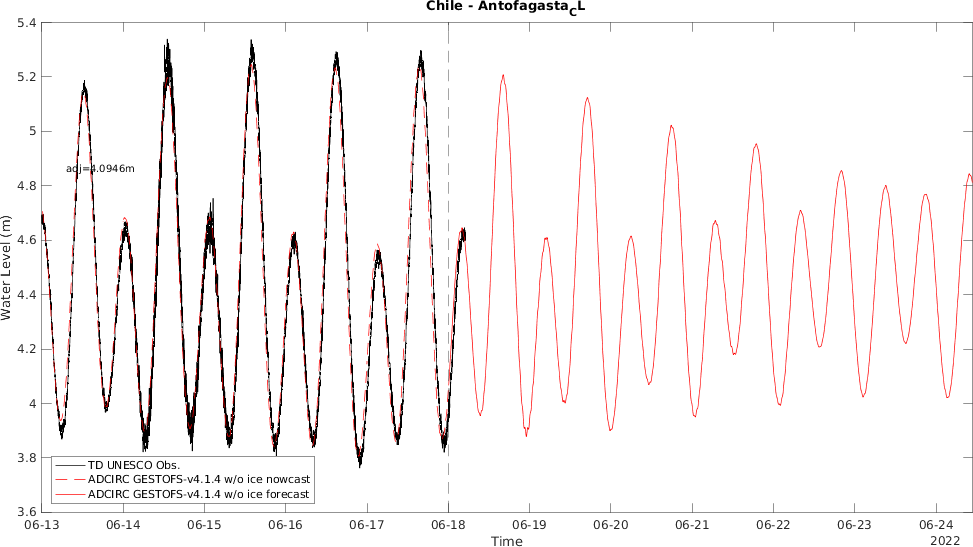 Chile - Antofagasta_CL
5.4
5.2
5
4.8
4.6
4.4
4.2
4
3.8
3.6
Water Level (m)
adj=4.0946m
TD UNESCO Obs.
ADCIRC GESTOFS-v4.1.4 w/o ice nowcast
ADCIRC GESTOFS-v4.1.4 w/o ice forecast
06-13 06-14 06-15 06-16 06-17 06-18 06-19 06-20 06-21 06-22 06-23 06-24
Time
2022